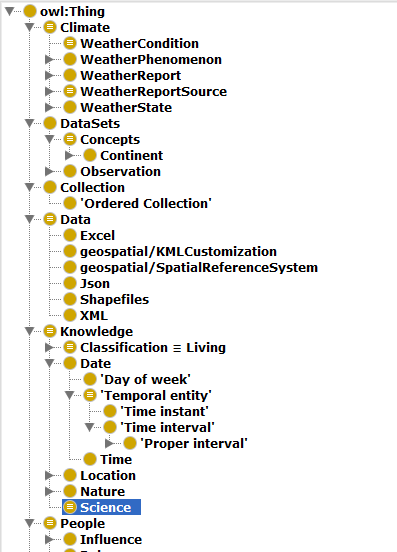 owl:Thing
Climate
WeatherCondition
WeatherPhenomenon
WeatherReport
WeatherReportSource
WeatherState
DataSets
Concepts
Continent
Observation
Collection
'Ordered Collection'
Data
Excel
geospatial/KMLCustomization
geospatial/SpatialReferenceSystem
Json
Shapefiles
XML
Knowledge
Classification ≡ Living
Date
'Day of week'
'Temporal entity'
'Time instant'
'Time interval'
'Proper interval'
Time
Location
Nature
Science
People
Influence